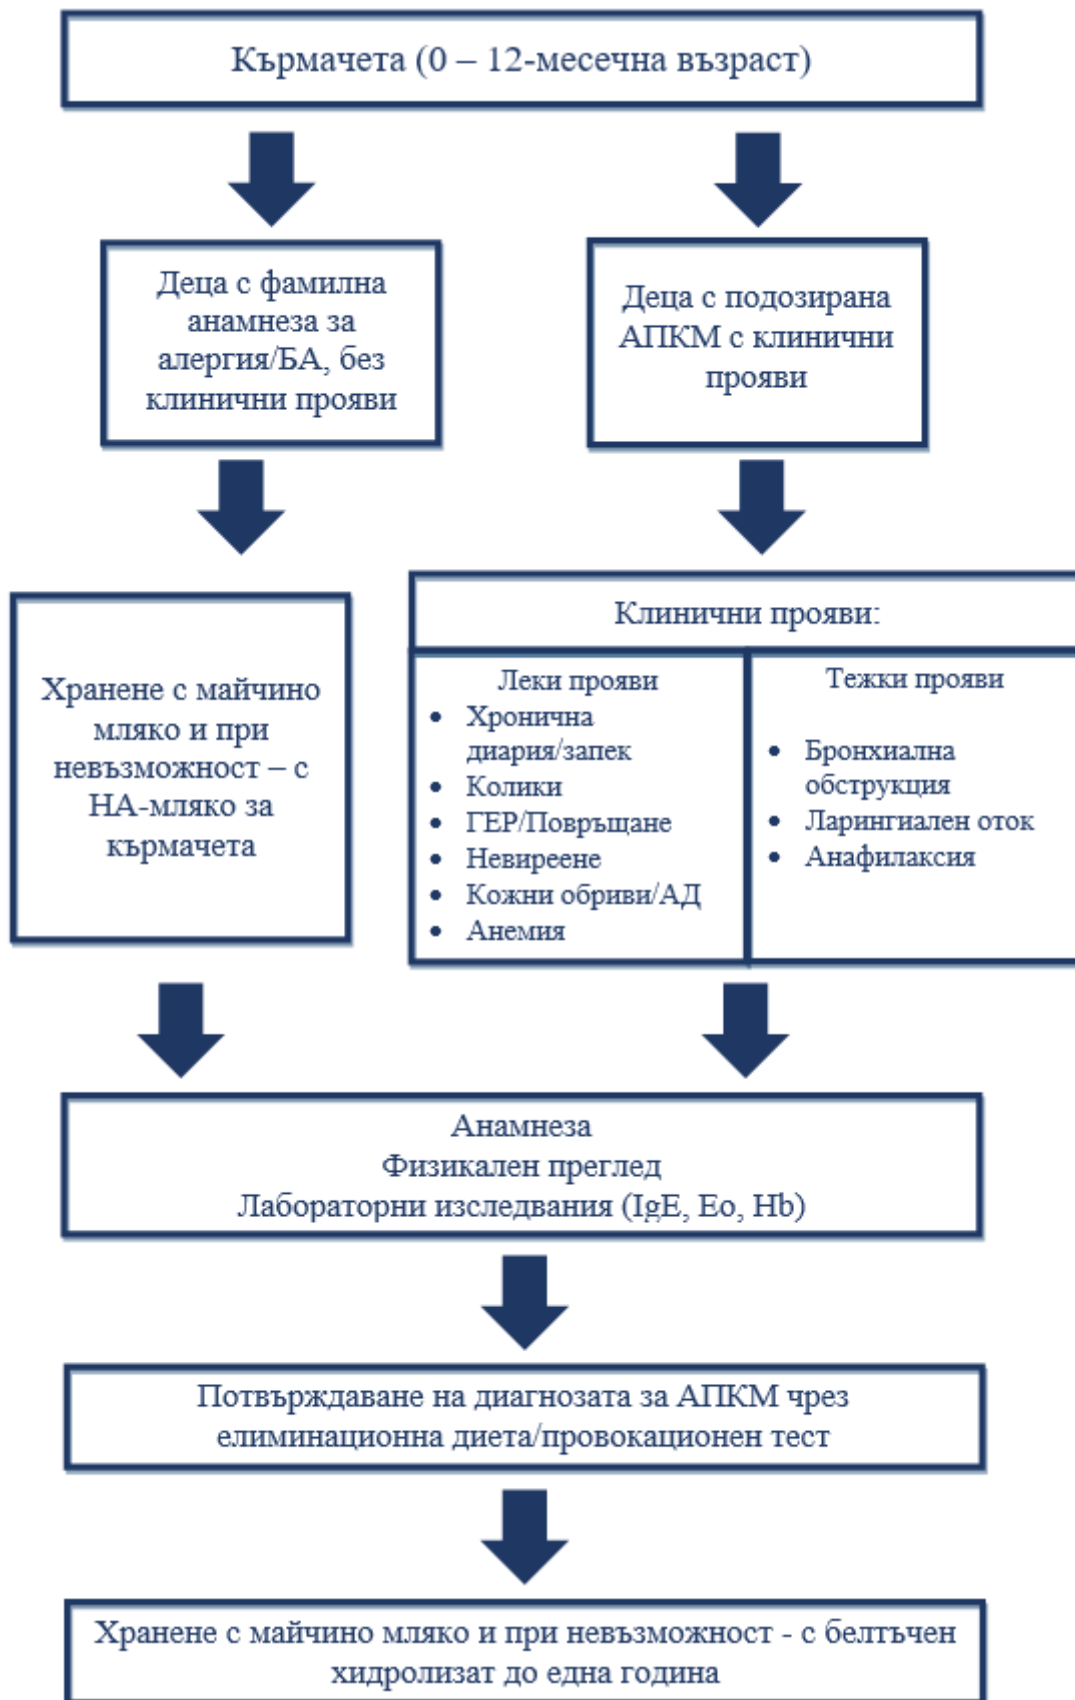 Кърмачета (0 – 12-месечна възраст)
Деца с фамилна
анамнеза за
алергия/БА, без
клинични прояви
Деца с подозирана
АПКМ с клинични
прояви
Хранене с майчино
мляко и при
невъзможност – с
НА-мляко за
кърмачета
Клинични прояви:
Леки прояви
• Хронична
диария/запек
• Колики
• ГЕР/Повръщане
• Невиреене
• Кожни обриви/АД
• Анемия
Тежки прояви
• Бронхиална
обструкция
• Ларингиален оток
• Анафилаксия
Анамнеза
Физикален преглед
Лабораторни изследвания (IgE, Eo, Hb)
Потвърждаване на диагнозата за АПКМ чрез
елиминационна диета/провокационен тест
Хранене с майчино мляко и при невъзможност - с белтъчен
хидролизат до една година